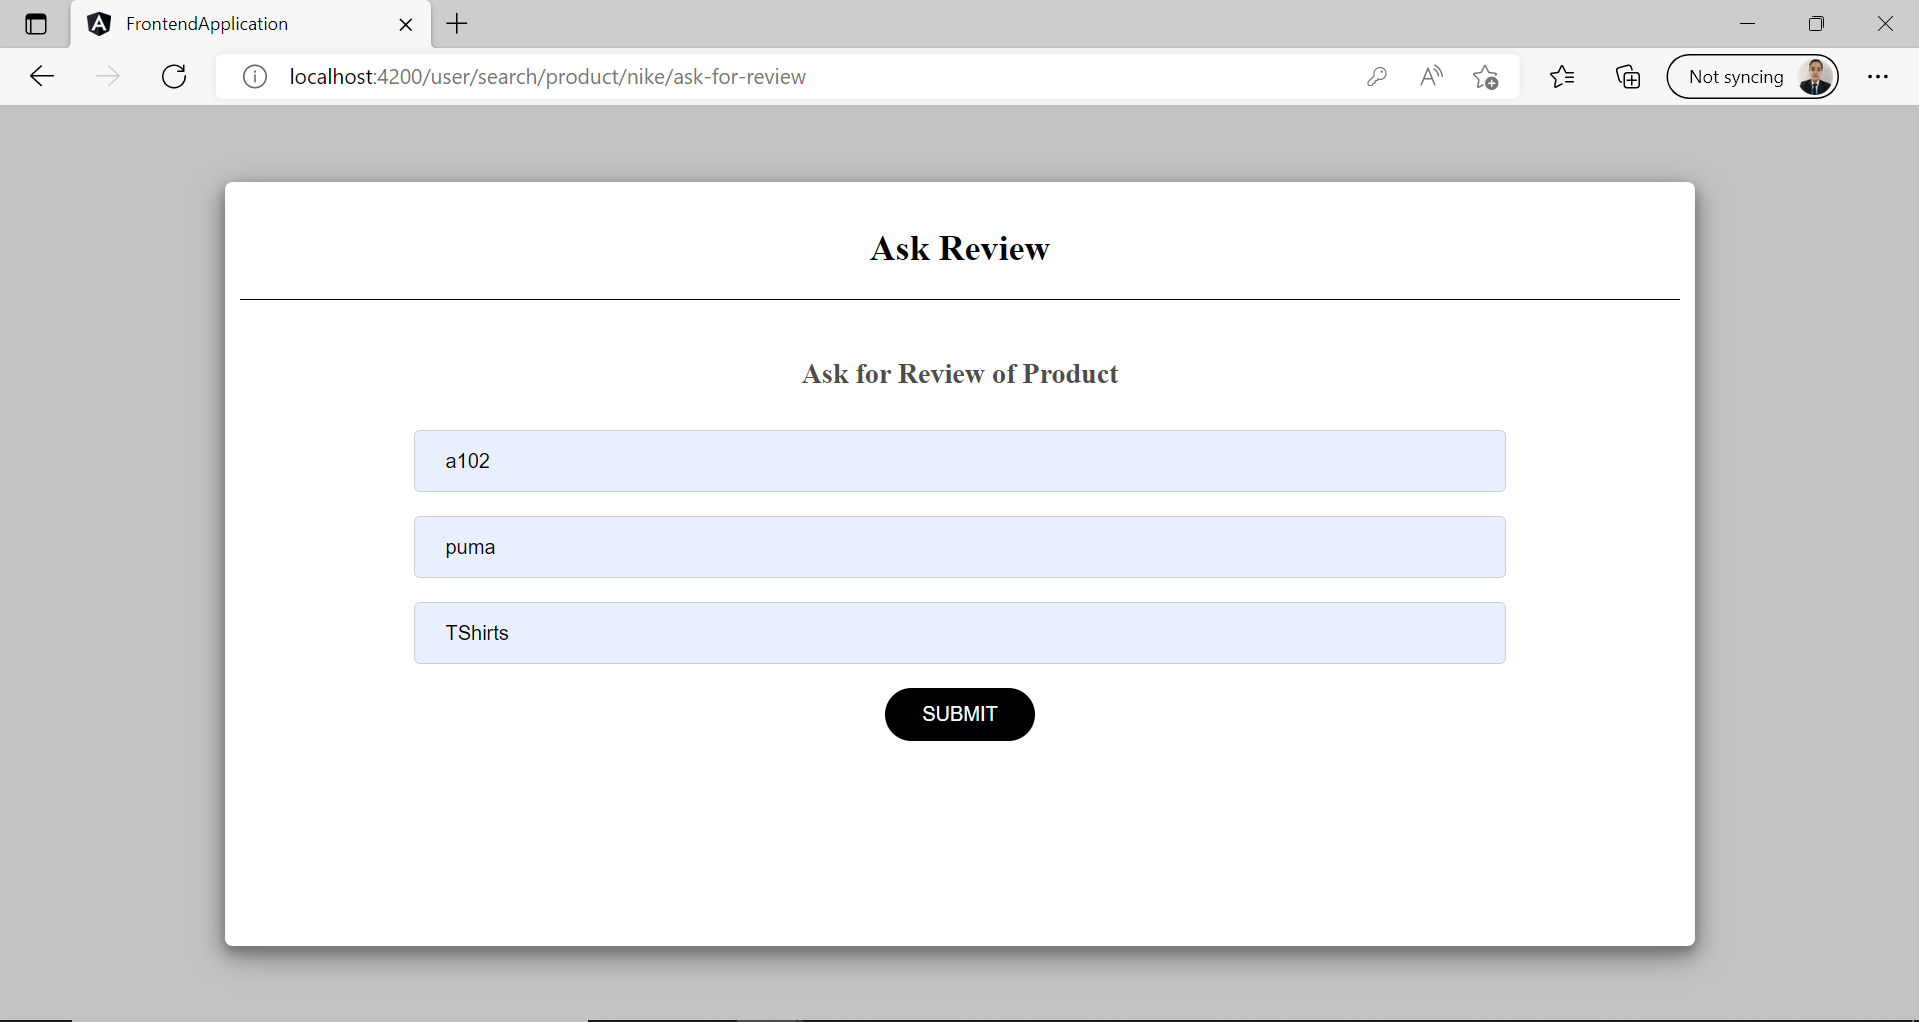 FrontendApplication
localhost:4200/user/search/product/nike/ask-for-review
Not syncing
Ask Review
Ask for Review of Product
a102
puma
TShirts
SUBMIT